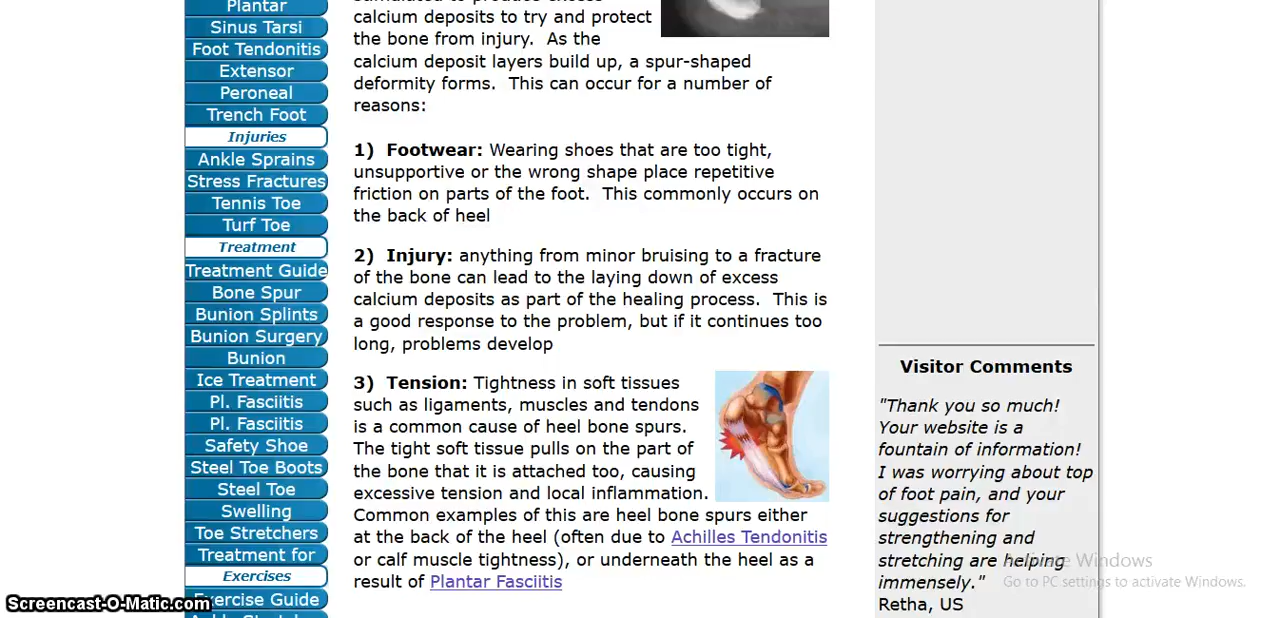 Plantar
Sinus Tarsi
Foot Tendonitis
Extensor
Peroneal
Trench Foot
Injuries
Ankle Sprains
Stress Fractures
Tennis Toe
Turf Toe
Treatment
Treatment Guide
Bone Spur
Bunion Splints
Bunion Surgery
Bunion
Ice Treatment
Pl. Fasciitis
Pl. Fasciitis
Safety Shoe
Steel Toe Boots
Steel Toe
Swelling
Toe Stretchers
Treatment for
Exercises
Exercise Guide
calcium deposits to try and protect
the bone from injury.  As the
calcium deposit layers build up, a spur-shaped
deformity forms.  This can occur for a number of
reasons:
1)  Footwear: Wearing shoes that are too tight,
unsupportive or the wrong shape place repetitive
friction on parts of the foot.  This commonly occurs on
the back of heel
2)  Injury: anything from minor bruising to a fracture
of the bone can lead to the laying down of excess
calcium deposits as part of the healing process.  This is
a good response to the problem, but if it continues too
long, problems develop
3)  Tension: Tightness in soft tissues
such as ligaments, muscles and tendons
is a common cause of heel bone spurs.
The tight soft tissue pulls on the part of
the bone that it is attached too, causing
excessive tension and local inflammation.
Common examples of this are heel bone spurs either
at the back of the heel (often due to Achilles Tendonitis
or calf muscle tightness), or underneath the heel as a
result of Plantar Fasciitis
Visitor Comments
"Thank you so much!
Your website is a
fountain of information!
I was worrying about top
of foot pain, and your
suggestions for
strengthening and
stretching are helping
immensely."
Retha, US
Activate Windows
Go to PC settings to activate Windows.
Screencast-O-Matic.com